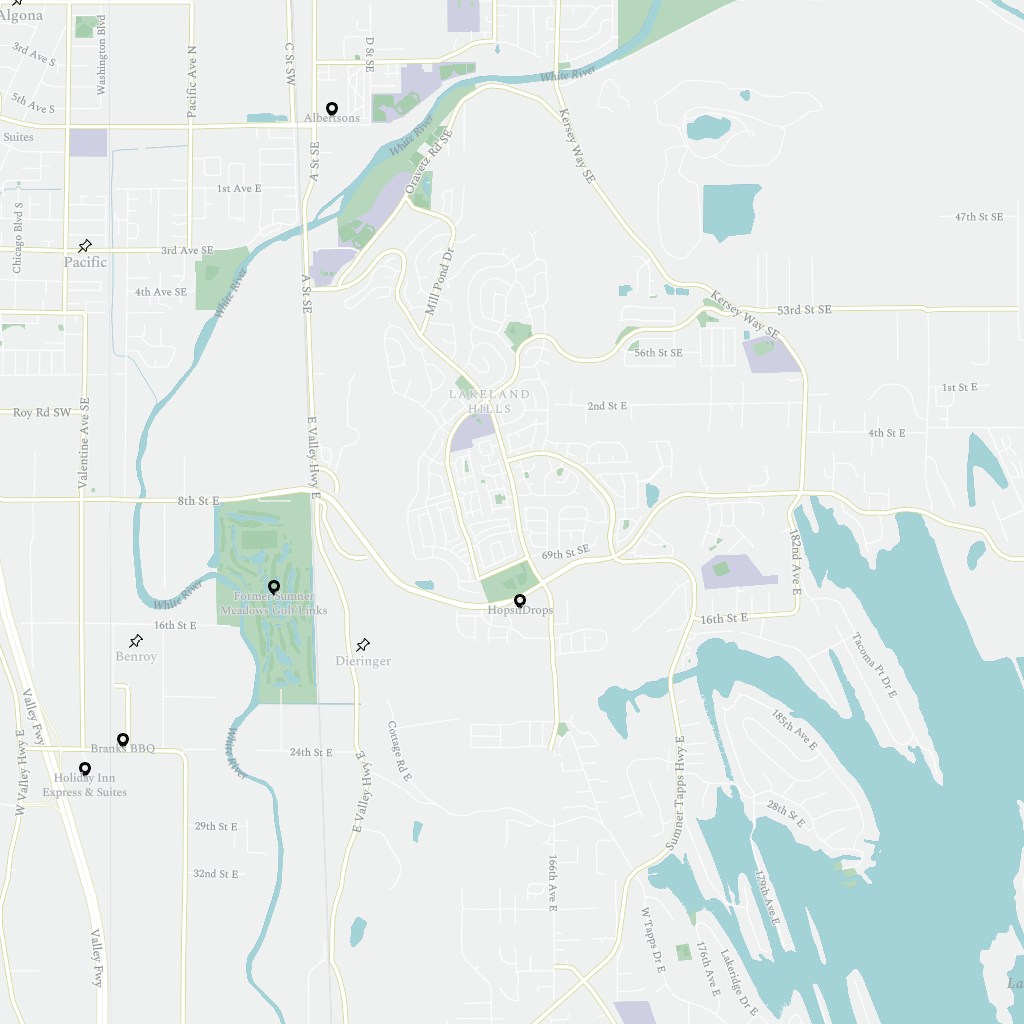 Algona
Washington Blvd
3rd Ave S
5th Ave S
Suites
Pacific Ave N
C St SW
D St SE
Albertsons
White River
White River
Oravetz Rd SE
Kersey Way SE
A St SE
1st Ave E
47th St SE
Chicago Blvd S
Pacific
3rd Ave SE
4th Ave SE
White River
A St SE
Mill Pond Dr
Kersey Way SE
53rd St SE
56th St SE
LAKELAND
HILLS
2nd St E
1st St E
4th St E
Roy Rd SW
Valentine Ave SE
E Valley Hwy E
8th St E
69th St SE
182nd Ave E
White River
Former Sumner
Meadows Golf Links
HopsnDrops
16th St E
16th St E
Benroy
Dieringer
Tacoma Pt Dr E
Valley Fwy
W Valley Hwy E
Branks BBQ
Holiday Inn
Express & Suites
White River
24th St E
Cottage Rd E
E Valley Hwy E
185th Ave E
Sumner Tapps Hwy E
28th St E
29th St E
32nd St E
166th Ave E
179th Ave E
Valley Fwy
W Tapps Dr E
176th Ave E
Lakeridge Dr E